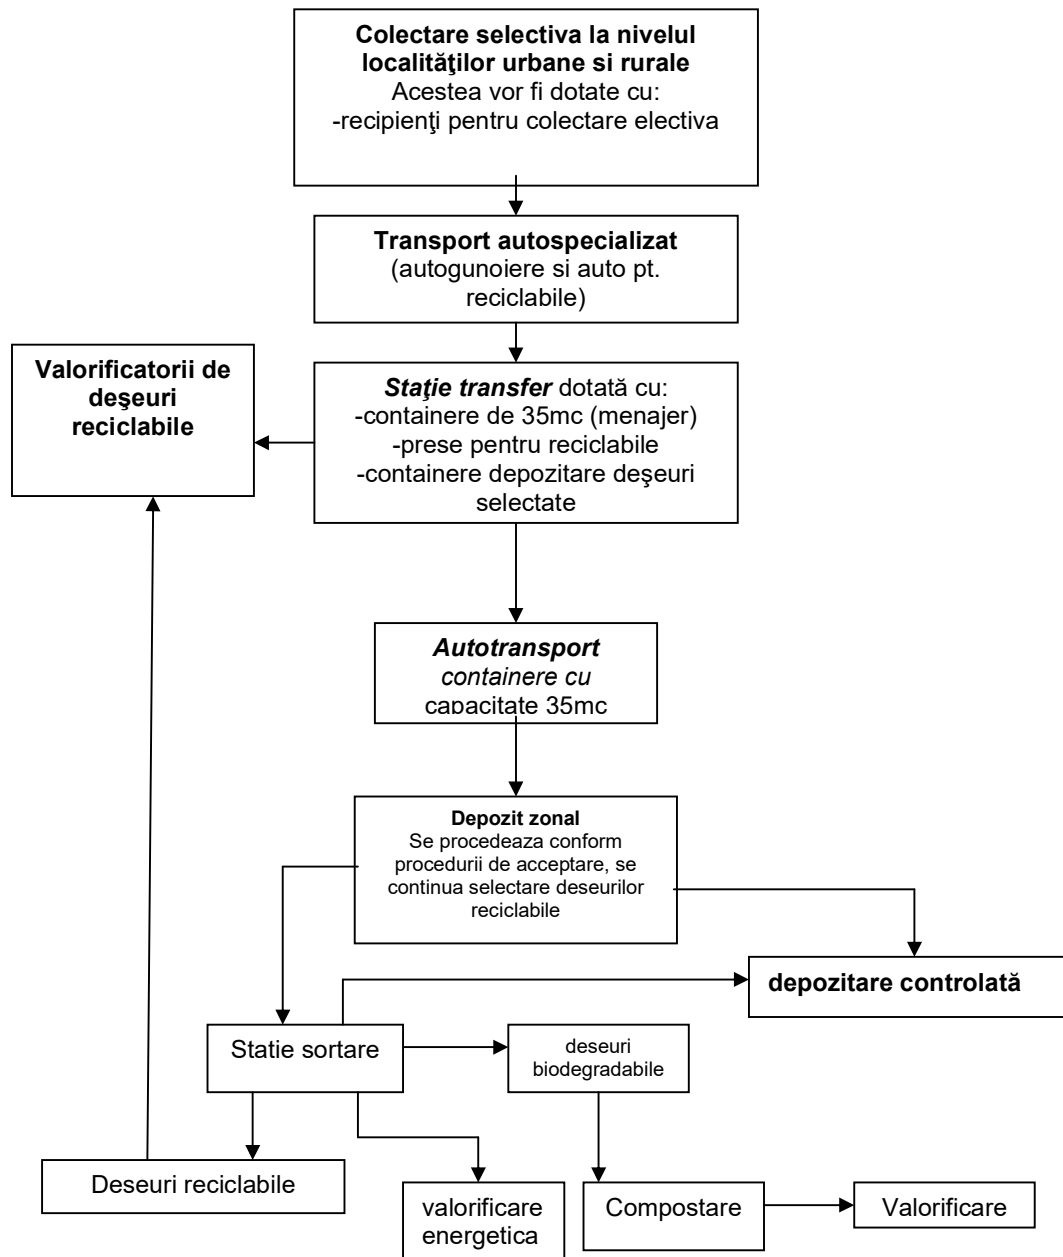 Colectare selectiva la nivelul
localităţilor urbane si rurale
Acestea vor fi dotate cu:
-recipienţi pentru colectare electiva
Transport autospecializat
(autogunoiere si auto pt.
reciclabile)
Valorificatorii de
deşeuri
reciclabile
Staţie transfer dotată cu:
-containere de 35mc (menajer)
-prese pentru reciclabile
-containere depozitare deşeuri
selectate
Autotransport
containere cu
capacitate 35mc
Depozit zonal
Se procedeaza conform
procedurii de acceptare, se
continua selectare deseurilor
reciclabile
depozitare controlată
Statie sortare
deseuri
biodegradabile
Deseuri reciclabile
valorificare
energetica
Compostare
Valorificare